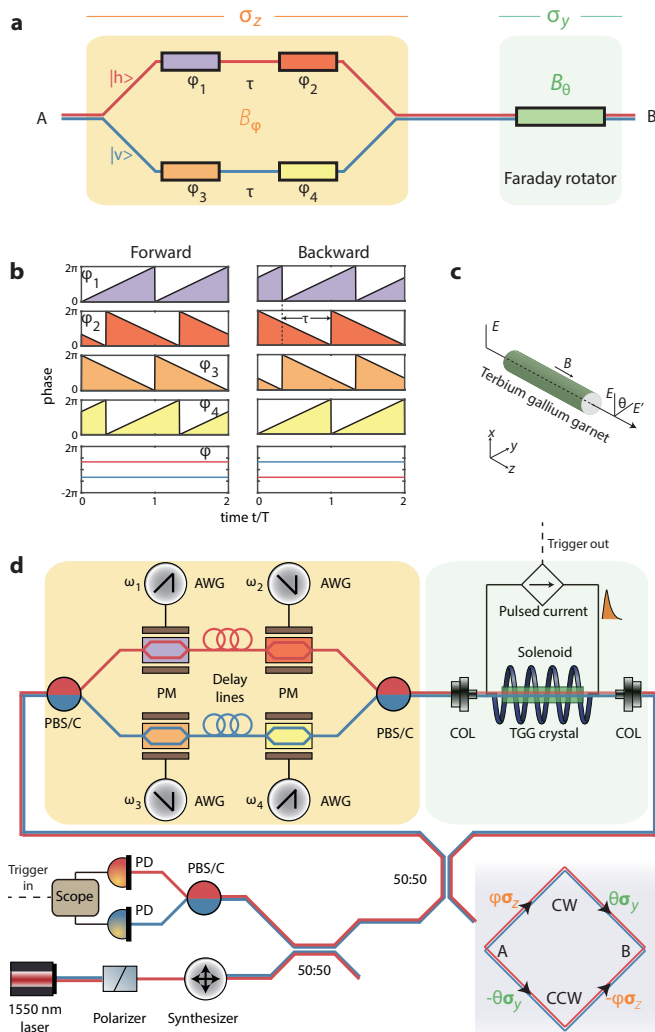 σz
σy
a
|h>
φ1
τ
φ2
A
Bφ
Bθ
B
|v>
φ3
τ
φ4
Faraday rotator
b
Forward
Backward
c
2π
φ1
0
2π
φ2
τ
0
2π
φ3
0
2π
φ4
0
φ
-2π
phase
0
1
2
0
1
2
time t/T
E
B
E
θ
E'
Terbium gallium garnet
x
y
z
d
Trigger out
ω1
AWG
ω2
AWG
Pulsed current
Solenoid
PM
Delay
lines
PM
PBS/C
PBS/C
COL
TGG crystal
COL
ω3
AWG
ω4
AWG
Trigger
in
PD
PBS/C
Scope
PD
50:50
50:50
1550 nm
laser
Polarizer
Synthesizer
φσz
CW
θσy
A
B
-θσy
CCW
-φσz